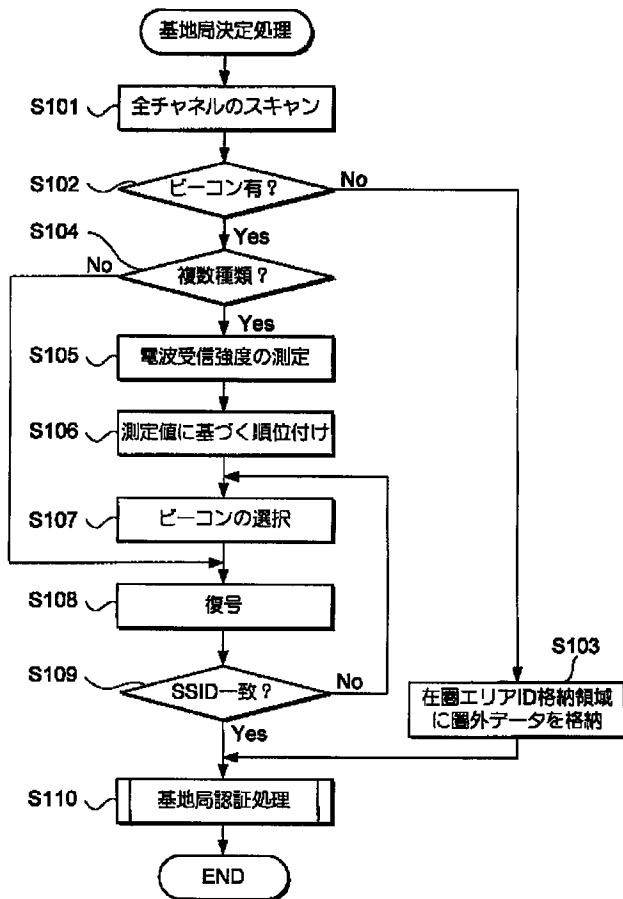 基地局決定処理
S101
全チャネルのスキャン
S102
ビーコン有?
No
Yes
S104
複数種類?
No
Yes
S105
電波受信強度の測定
S106
測定値に基づく順位付け
S107
ビーコンの選択
S108
復号
S109
SSID一致?
No
Yes
S103
在圏エリアID格納領域
に圏外データを格納
S110
基地局認証処理
END